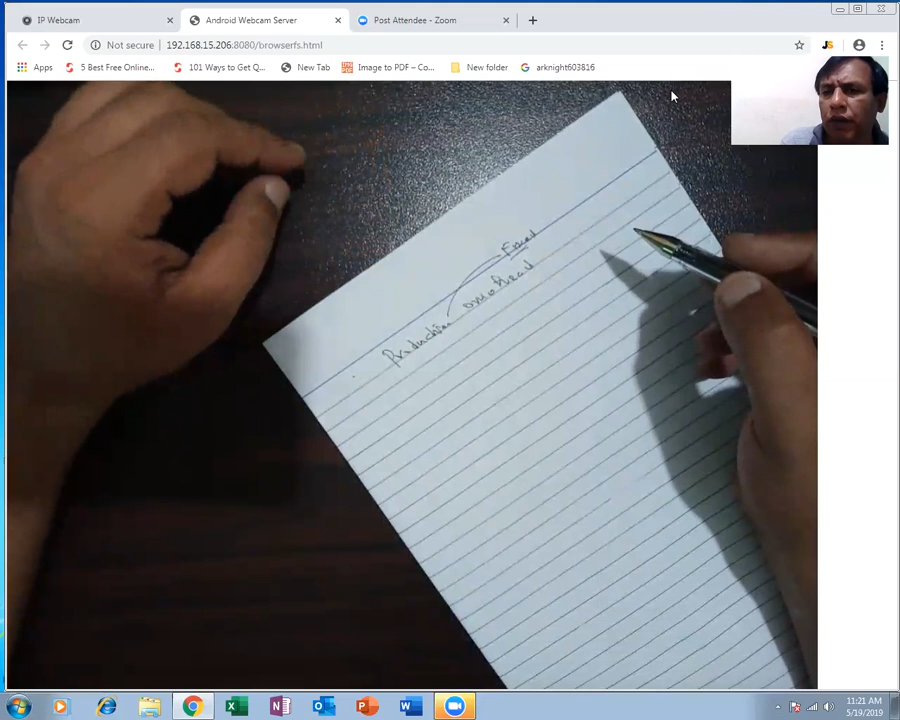 IP Webcam
Android Webcam Server
Post Attendee - Zoom
Not secure
192.168.15.206:8080/browserfs.html
JS
Apps
5 Best Free Online...
101 Ways to Get Q...
New Tab
Image to PDF – Co...
New folder
arknight603816
Fixed
Production overhead
11:21 AM
5/19/2019